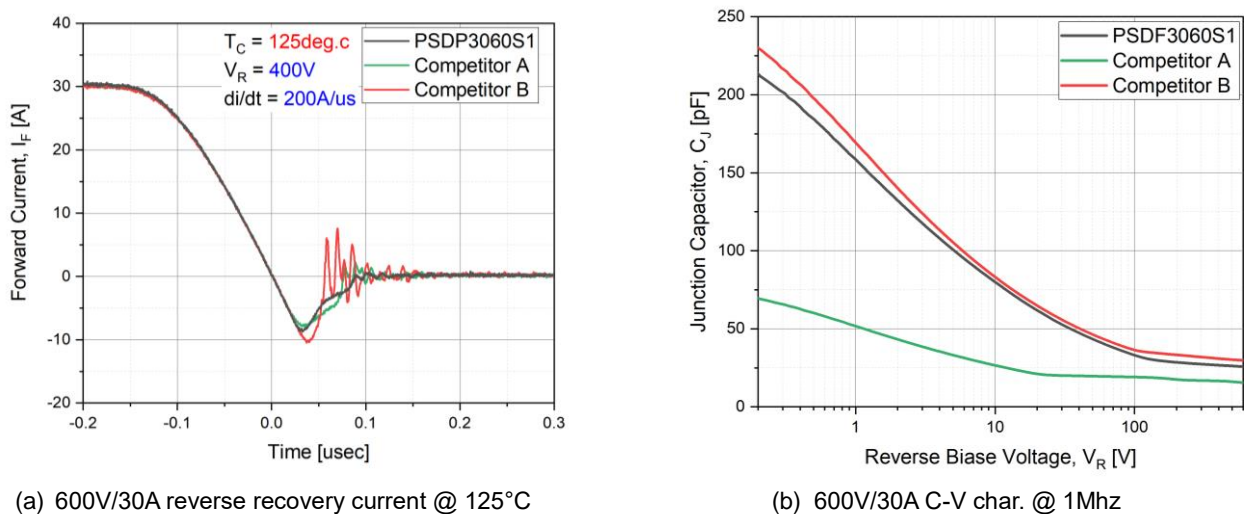 40
30
20
10
0
-10
-20
-0.2
-0.1
0.0
0.1
0.2
0.3
Forward Current, I_F [A]
Time [usec]
T_C = 125deg.c
V_R = 400V
di/dt = 200A/us
PSDP3060S1
Competitor A
Competitor B
(a) 600V/30A reverse recovery current @ 125°C
250
200
150
100
50
0
1
10
100
Junction Capacitor, C_J [pF]
Reverse Biase Voltage, V_R [V]
PSDF3060S1
Competitor A
Competitor B
(b) 600V/30A C-V char. @ 1Mhz